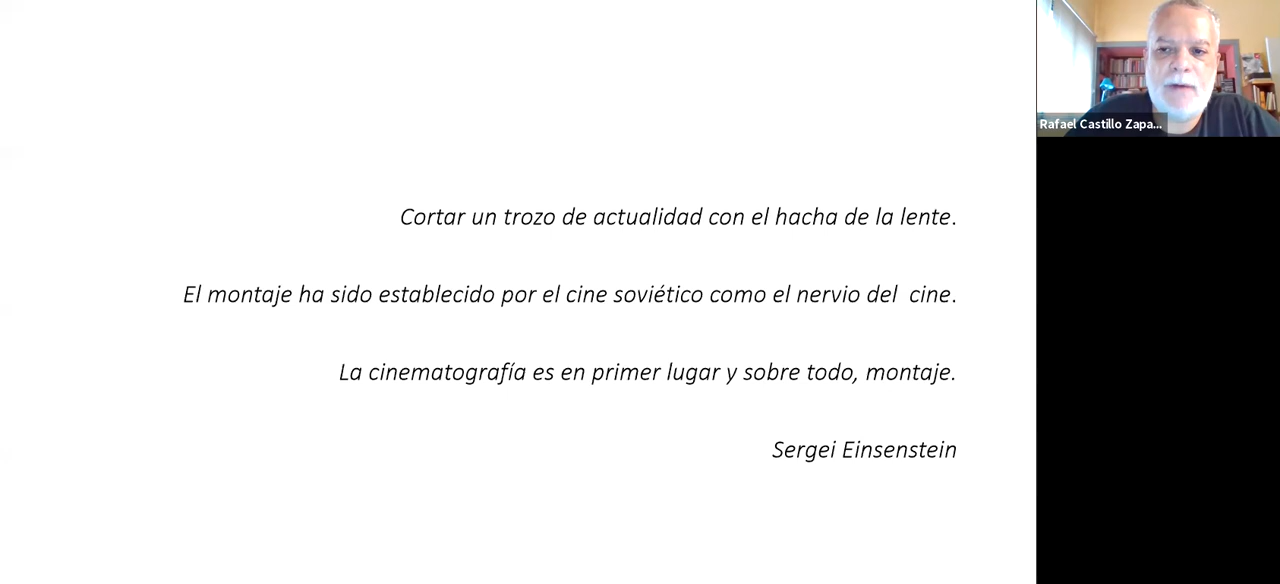 Cortar un trozo de actualidad con el hacha de la lente.
El montaje ha sido establecido por el cine soviético como el nervio del  cine.
La cinematografía es en primer lugar y sobre todo, montaje.
Sergei Einsenstein
Rafael Castillo Zapa...